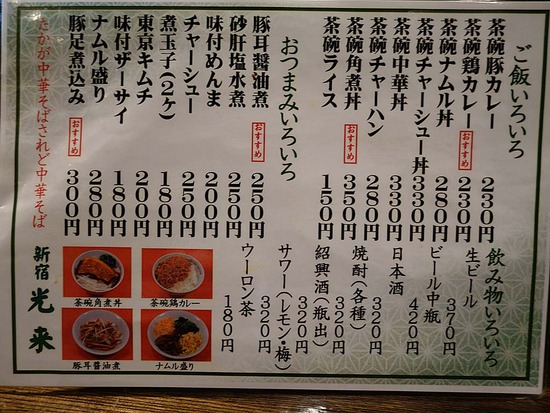 ご飯いろいろ
茶碗豚カレー 230円
茶碗鶏カレー おすすめ 230円
茶碗ナムル丼 280円
茶碗チャーシュー丼 330円
茶碗中華丼 330円
茶碗チャーハン 280円
茶碗角煮丼 おすすめ 350円
茶碗ライス 150円
おつまみいろいろ
豚耳醤油煮 おすすめ 250円
砂肝塩水煮 250円
味付めんま 200円
チャーシュー 250円
煮玉子(2ケ) 180円
東京キムチ 200円
味付ザーサイ 180円
ナムル盛り 280円
豚足煮込み おすすめ 300円
たかが中華そばされど中華そば
飲み物いろいろ
生ビール 370円
ビール中瓶 420円
日本酒 320円
焼酎(各種) 320円
紹興酒(瓶出) 320円
サワー(レモン・梅) 320円
ウーロン茶 180円
茶碗角煮丼
茶碗鶏カレー
豚耳醤油煮
ナムル盛り
新宿 光来